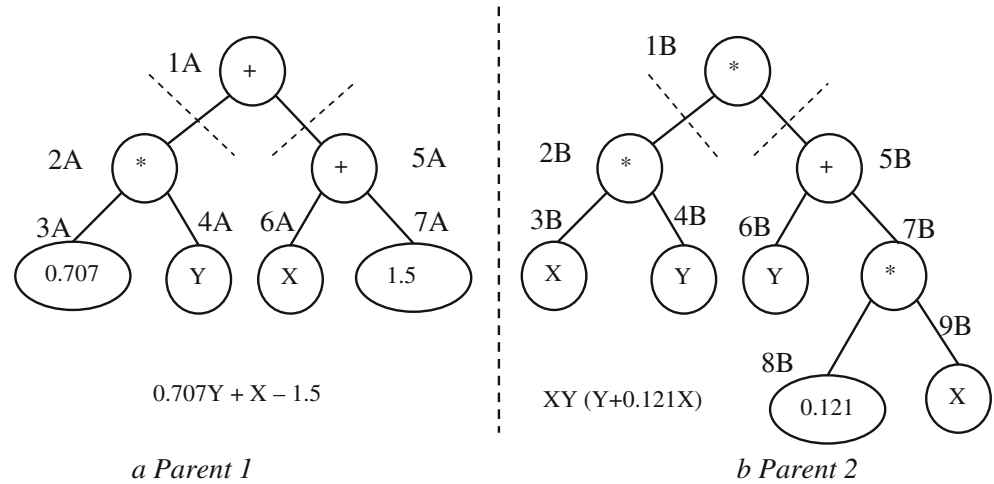 1A
+
2A
*
5A
+
3A
0.707
4A
Y
6A
X
7A
1.5
0.707Y + X – 1.5
a Parent 1
1B
*
2B
*
5B
+
3B
X
4B
Y
6B
Y
7B
*
8B
0.121
9B
X
XY (Y+0.121X)
b Parent 2